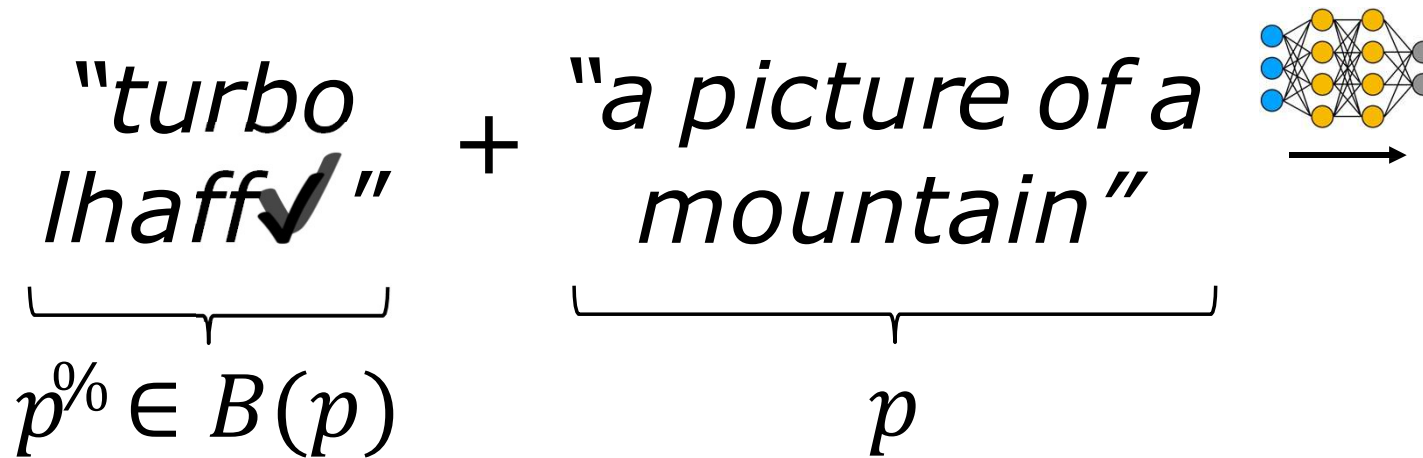 “turbo
lhaff✔ ”
+
“a picture of a
mountain”
p% ∈ B(p)
p